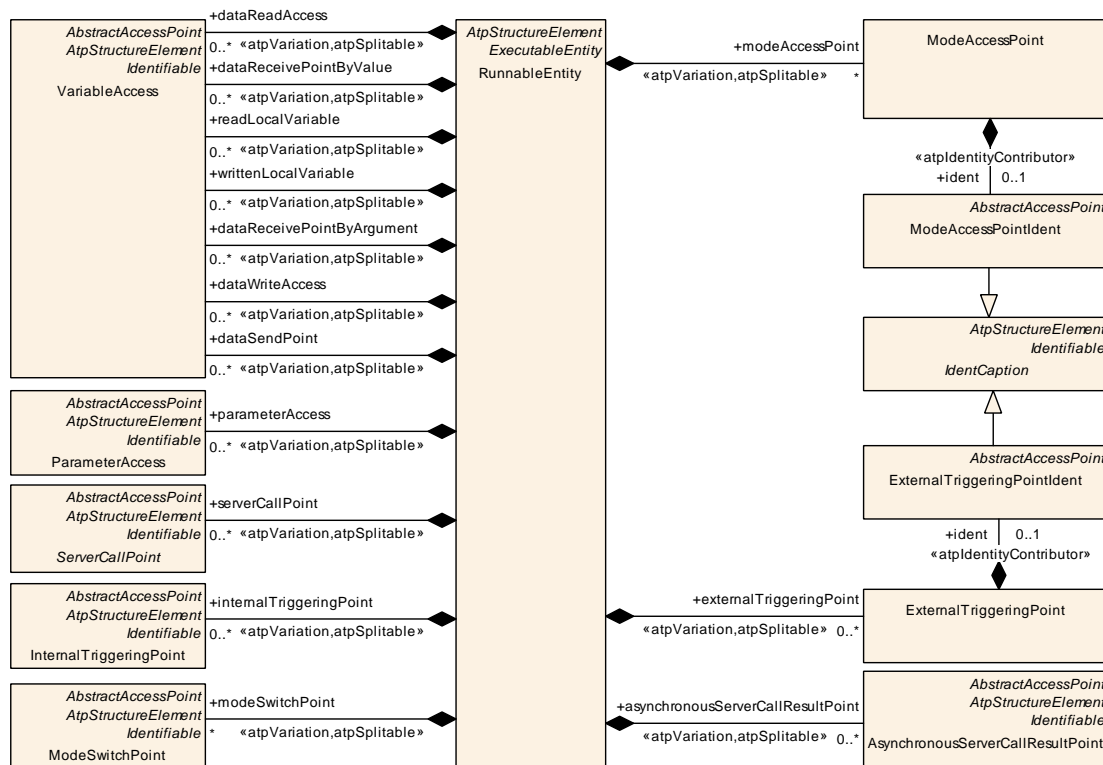 AbstractAccessPoint
AtpStructureElement
Identifiable
VariableAccess
+dataReadAccess
0..* «atpVariation,atpSplitable»
+dataReceivePointByValue
0..* «atpVariation,atpSplitable»
+readLocalVariable
0..* «atpVariation,atpSplitable»
+writtenLocalVariable
0..* «atpVariation,atpSplitable»
+dataReceivePointByArgument
0..* «atpVariation,atpSplitable»
+dataWriteAccess
0..* «atpVariation,atpSplitable»
+dataSendPoint
0..* «atpVariation,atpSplitable»
AbstractAccessPoint
AtpStructureElement
Identifiable
ParameterAccess
+parameterAccess
0..* «atpVariation,atpSplitable»
AbstractAccessPoint
AtpStructureElement
Identifiable
ServerCallPoint
+serverCallPoint
0..* «atpVariation,atpSplitable»
AbstractAccessPoint
AtpStructureElement
Identifiable
InternalTriggeringPoint
+internalTriggeringPoint
0..* «atpVariation,atpSplitable»
AbstractAccessPoint
AtpStructureElement
Identifiable
ModeSwitchPoint
+modeSwitchPoint
* «atpVariation,atpSplitable»
AtpStructureElement
ExecutableEntity
RunnableEntity
+modeAccessPoint
«atpVariation,atpSplitable» *
ModeAccessPoint
«atpIdentityContributor»
+ident 0..1
AbstractAccessPoint
ModeAccessPointIdent
AtpStructureElement
Identifiable
IdentCaption
AbstractAccessPoint
ExternalTriggeringPointIdent
+ident 0..1
«atpIdentityContributor»
+externalTriggeringPoint
«atpVariation,atpSplitable» 0..*
ExternalTriggeringPoint
+asynchronousServerCallResultPoint
«atpVariation,atpSplitable» 0..*
AbstractAccessPoint
AtpStructureElement
Identifiable
AsynchronousServerCallResultPoint